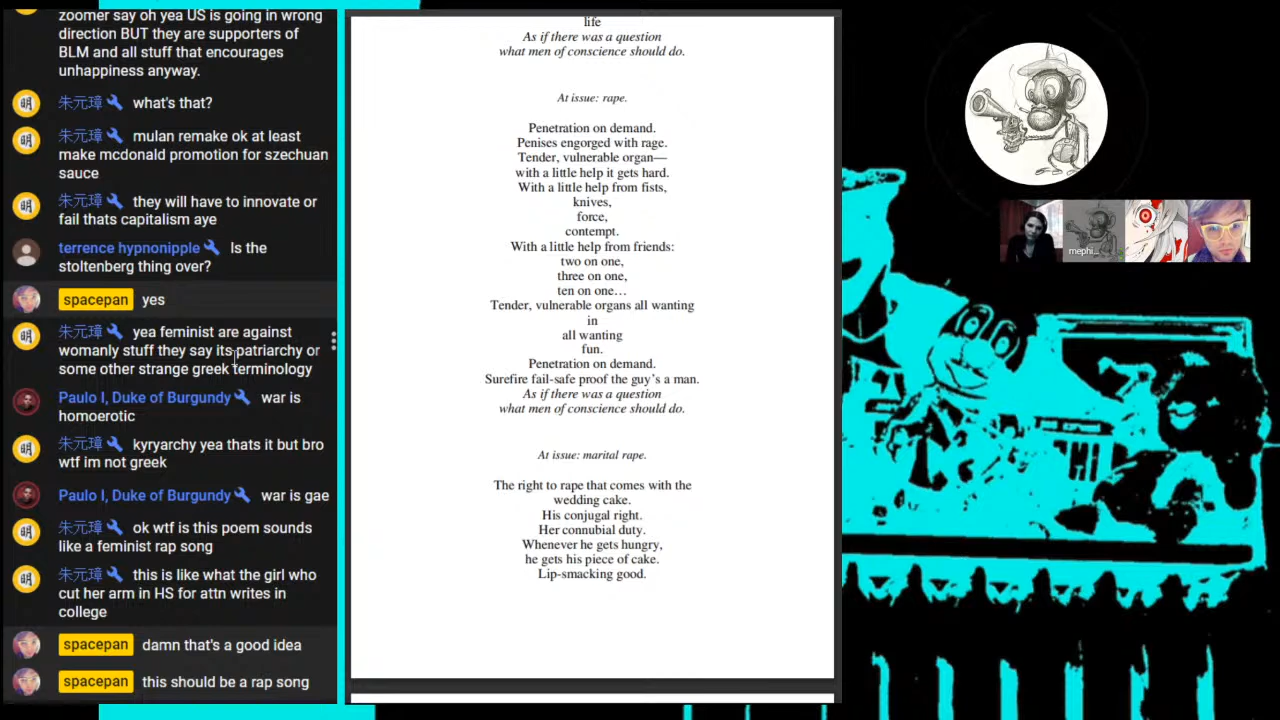 zoomer say oh yea US is going in wrong
direction BUT they are supporters of
BLM and all stuff that encourages
unhappiness anyway.
朱元璋 what's that?
朱元璋 mulan remake ok at least
make mcdonald promotion for szechuan
sauce
朱元璋 they will have to innovate or
fail thats capitalism aye
terrence hypnonipple Is the
stoltenberg thing over?
spacepan yes
朱元璋 yea feminist are against
womanly stuff they say its patriarchy or
some other strange greek terminology
Paulo I, Duke of Burgundy war is
homoerotic
朱元璋 kyryarchy yea thats it but bro
wtf im not greek
Paulo I, Duke of Burgundy war is gae
朱元璋 ok wtf is this poem sounds
like a feminist rap song
朱元璋 this is like what the girl who
cut her arm in HS for attn writes in
college
spacepan damn that's a good idea
spacepan this should be a rap song
life
As if there was a question
what men of conscience should do.
At issue: rape.
Penetration on demand.
Penises engorged with rage.
Tender, vulnerable organ—
with a little help it gets hard.
With a little help from fists,
knives,
force,
contempt.
With a little help from friends:
two on one,
three on one,
ten on one…
Tender, vulnerable organs all wanting
in
all wanting
fun.
Penetration on demand.
Surefire fail-safe proof the guy's a man.
As if there was a question
what men of conscience should do.
At issue: marital rape.
The right to rape that comes with the
wedding cake.
His conjugal right.
Her connubial duty.
Whenever he gets hungry,
he gets his piece of cake.
Lip-smacking good.
mephi...